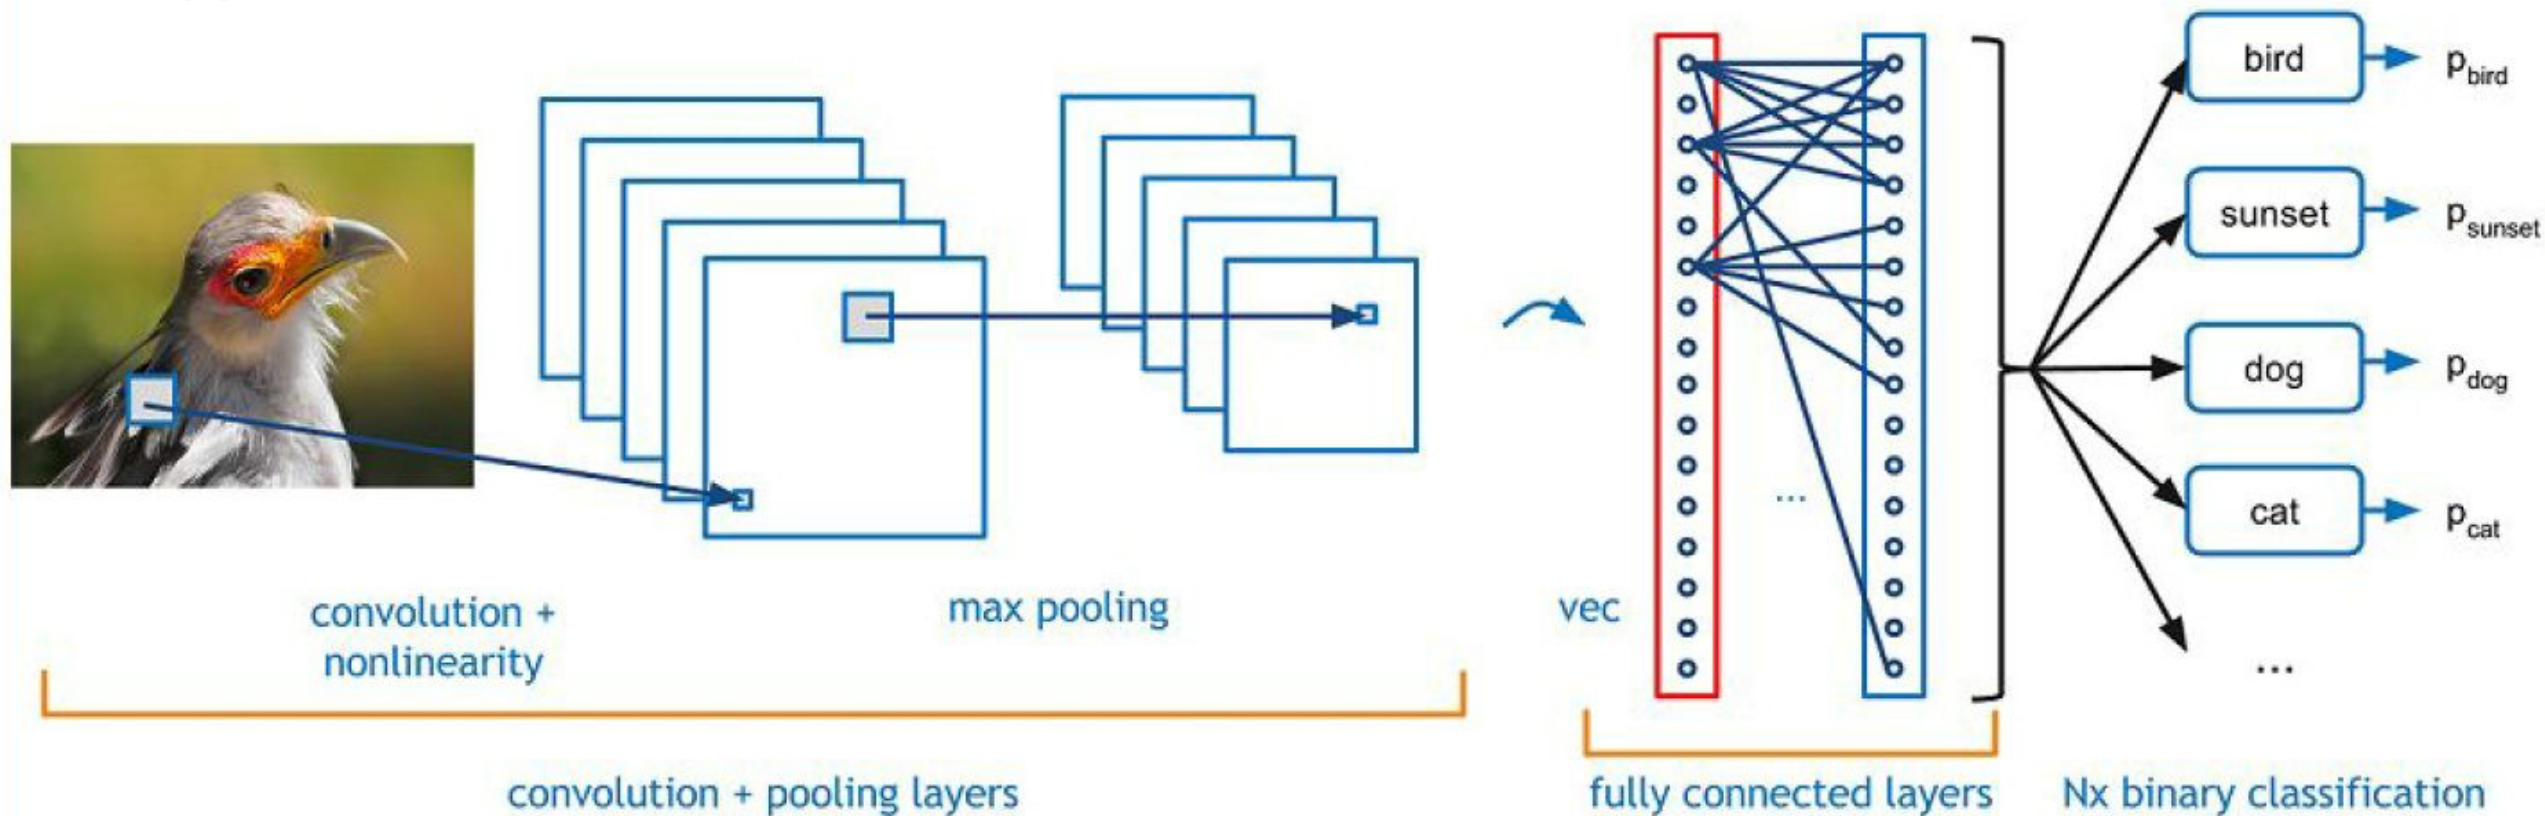 bird
p_bird
sunset
p_sunset
dog
p_dog
cat
p_cat
...
...
convolution +
nonlinearity
max pooling
vec
convolution + pooling layers
fully connected layers
Nx binary classification